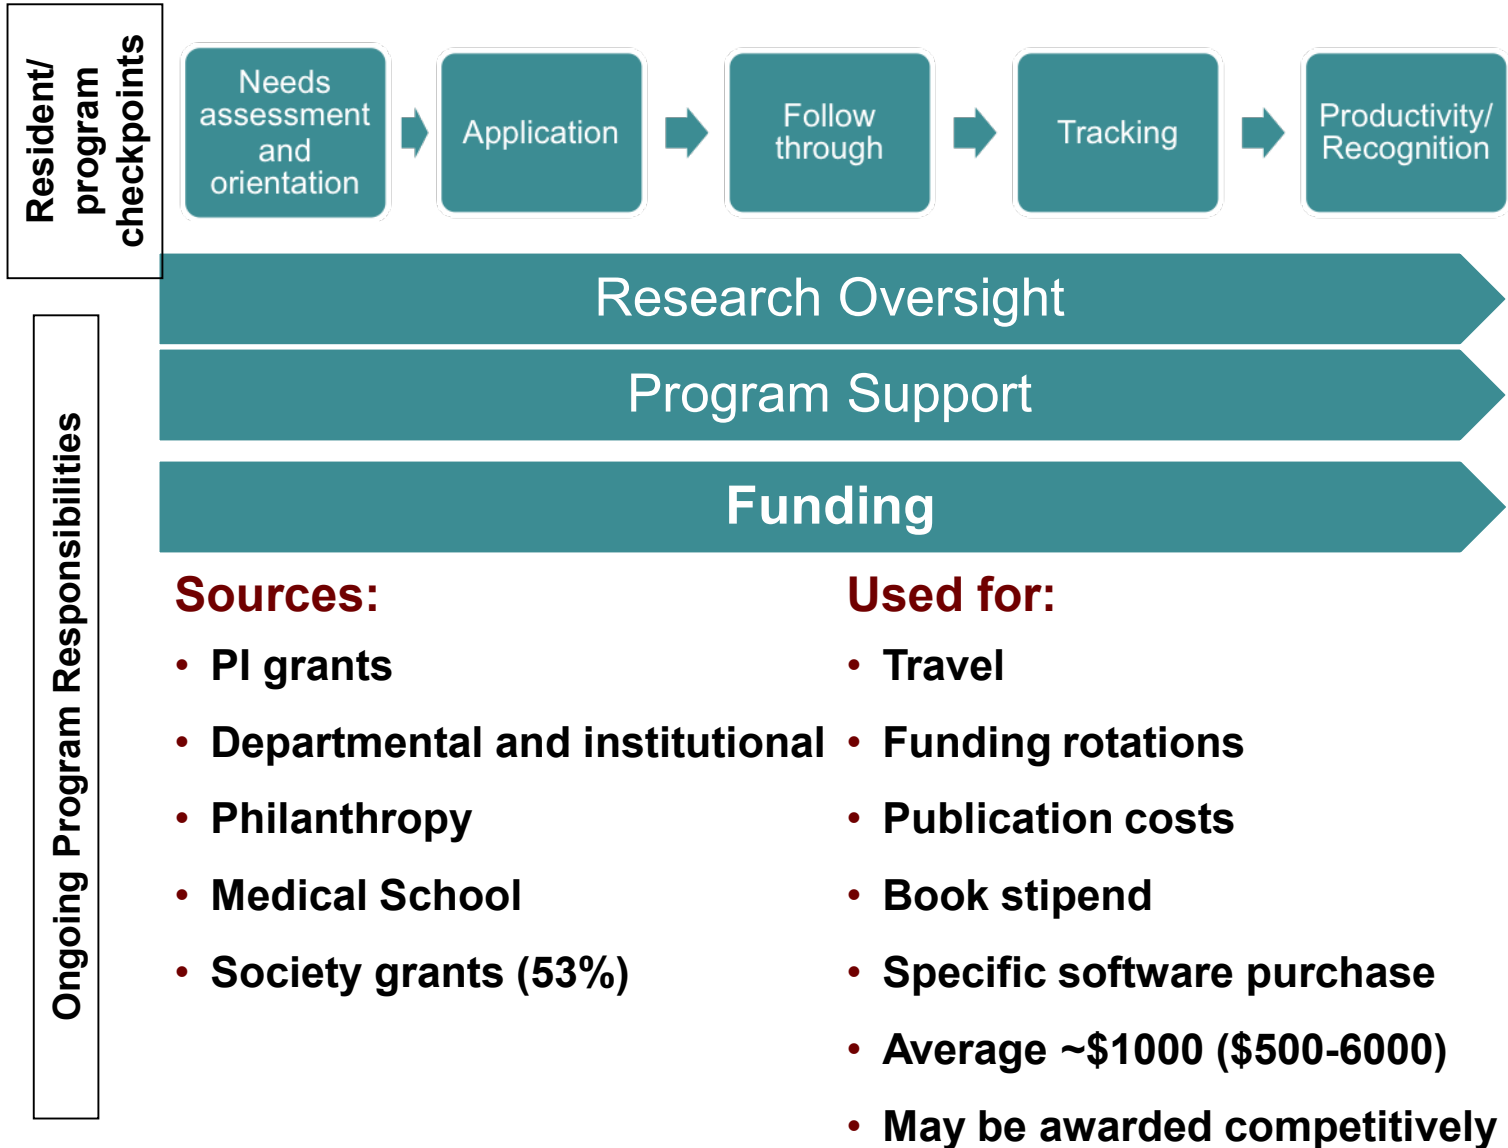 Resident/
program
checkpoints
Needs
assessment
and
orientation
Application
Follow
through
Tracking
Productivity/
Recognition
Research Oversight
Program Support
Funding
Ongoing Program Responsibilities
Sources:
• PI grants
• Departmental and institutional
• Philanthropy
• Medical School
• Society grants (53%)
Used for:
• Travel
• Funding rotations
• Publication costs
• Book stipend
• Specific software purchase
• Average ~$1000 ($500-6000)
• May be awarded competitively